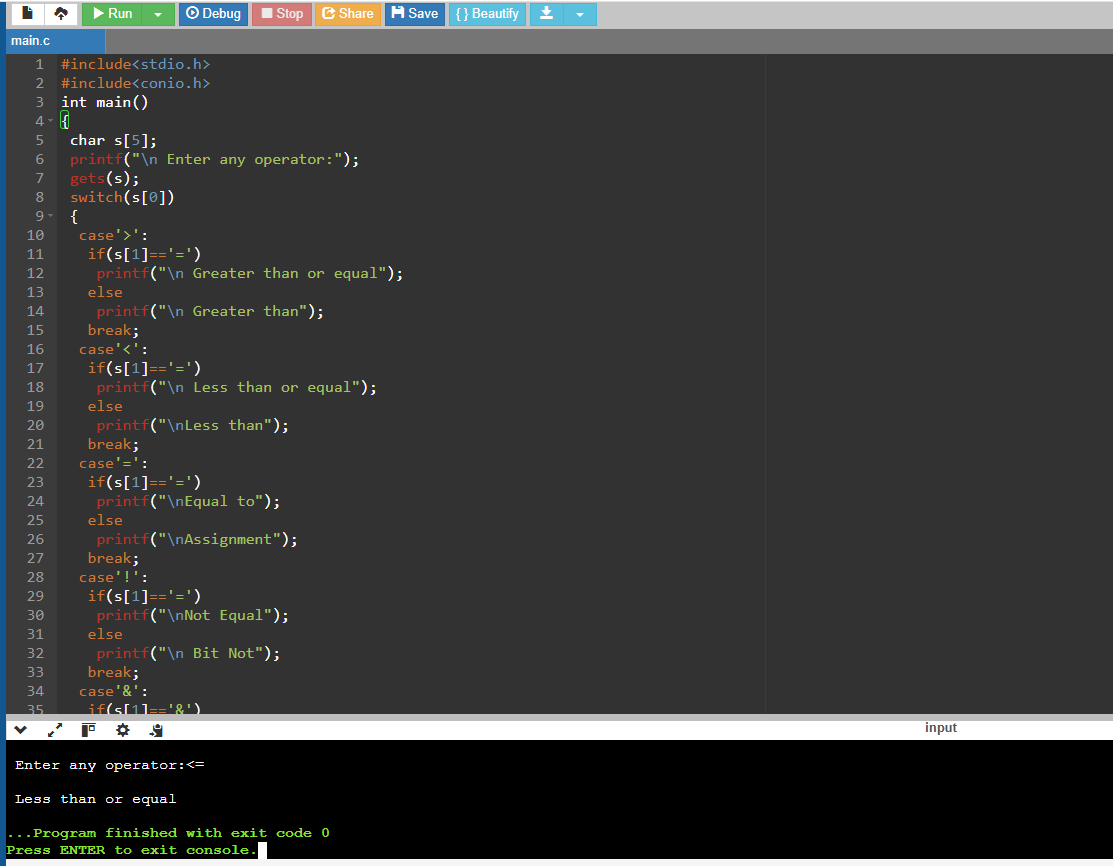 Run Debug Stop Share Save { } Beautify
main.c
1 #include<stdio.h>
2 #include<conio.h>
3 int main()
4 {
5 char s[5];
6 printf("\n Enter any operator:");
7 gets(s);
8 switch(s[0])
9 {
10 case'>':
11 if(s[1]=='=')
12 printf("\n Greater than or equal");
13 else
14 printf("\n Greater than");
15 break;
16 case'<':
17 if(s[1]=='=')
18 printf("\n Less than or equal");
19 else
20 printf("\nLess than");
21 break;
22 case'=':
23 if(s[1]=='=')
24 printf("\nEqual to");
25 else
26 printf("\nAssignment");
27 break;
28 case'!':
29 if(s[1]=='=')
30 printf("\nNot Equal");
31 else
32 printf("\n Bit Not");
33 break;
34 case'&':
35 if(s[1]=='&')
input
Enter any operator:<=
Less than or equal
...Program finished with exit code 0
Press ENTER to exit console.